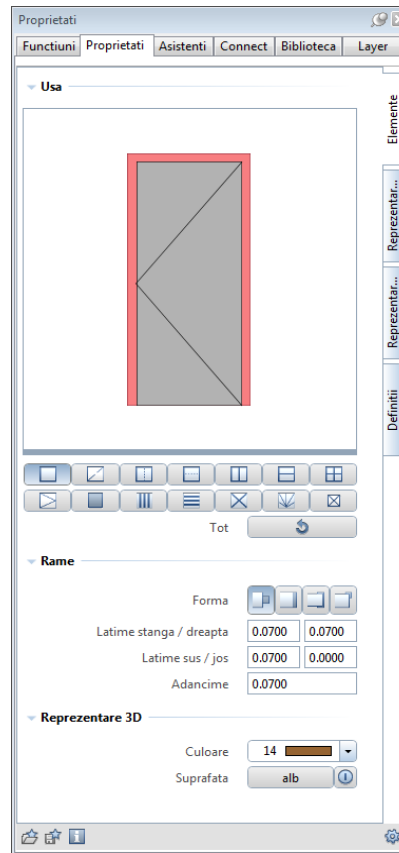 Proprietati
Functiuni Proprietati Asistenti Connect Biblioteca Layer
Usa
Elemente
Reprezentar...
Reprezentar...
Definitii
Tot
Rame
Forma
Latime stanga / dreapta 0.0700 0.0700
Latime sus / jos 0.0700 0.0000
Adancime 0.0700
Reprezentare 3D
Culoare 14
Suprafata alb